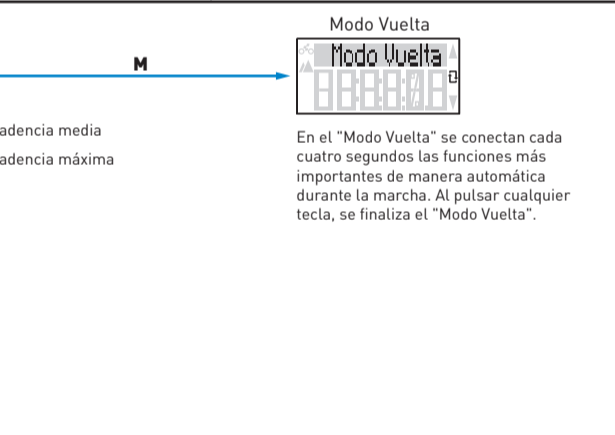 Modo Vuelta
M
Modo Vuelta
adencia media
adencia máxima
En el "Modo Vuelta" se conectan cada
cuatro segundos las funciones más
importantes de manera automática
durante la marcha. Al pulsar cualquier
tecla, se finaliza el "Modo Vuelta".